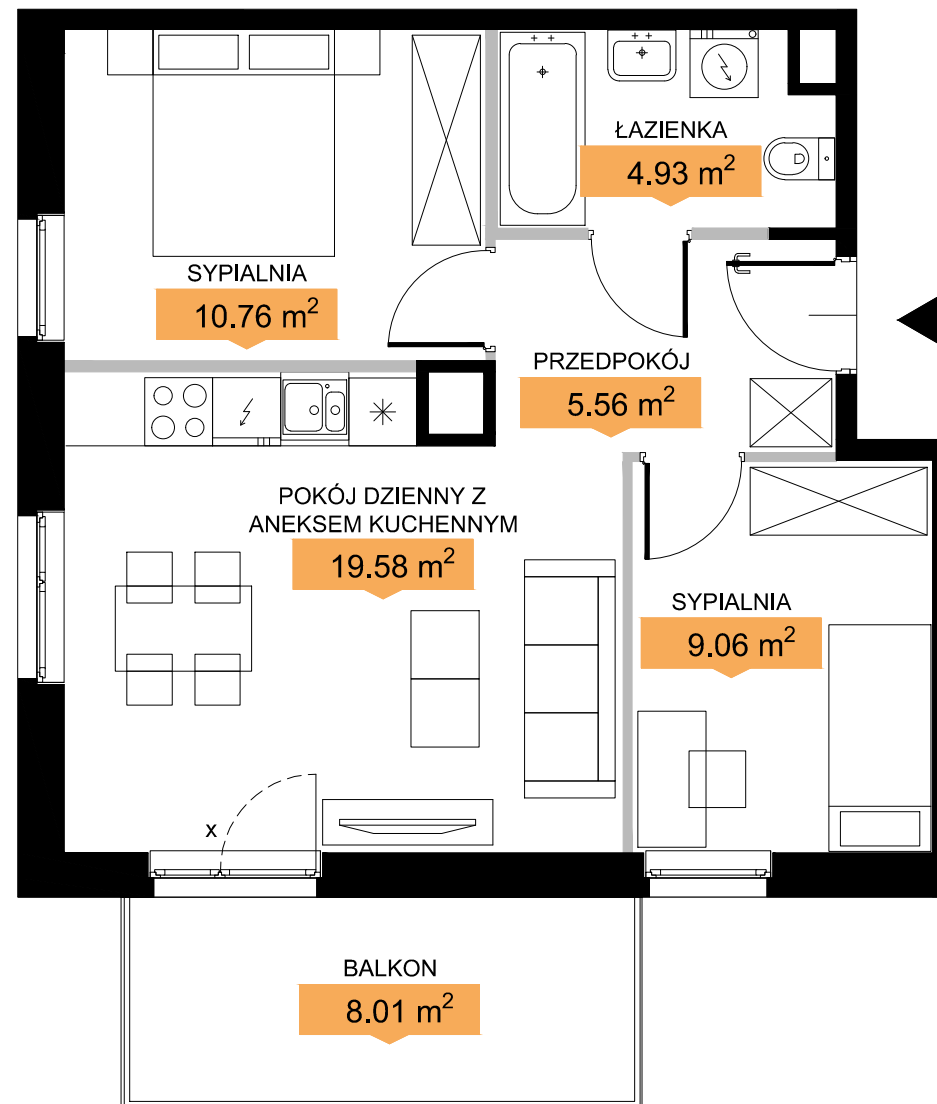 ŁAZIENKA
4.93 m²
SYPIALNIA
10.76 m²
PRZEDPOKÓJ
5.56 m²
POKÓJ DZIENNY Z
ANEKSEM KUCHENNYM
19.58 m²
SYPIALNIA
9.06 m²
x
BALKON
8.01 m²